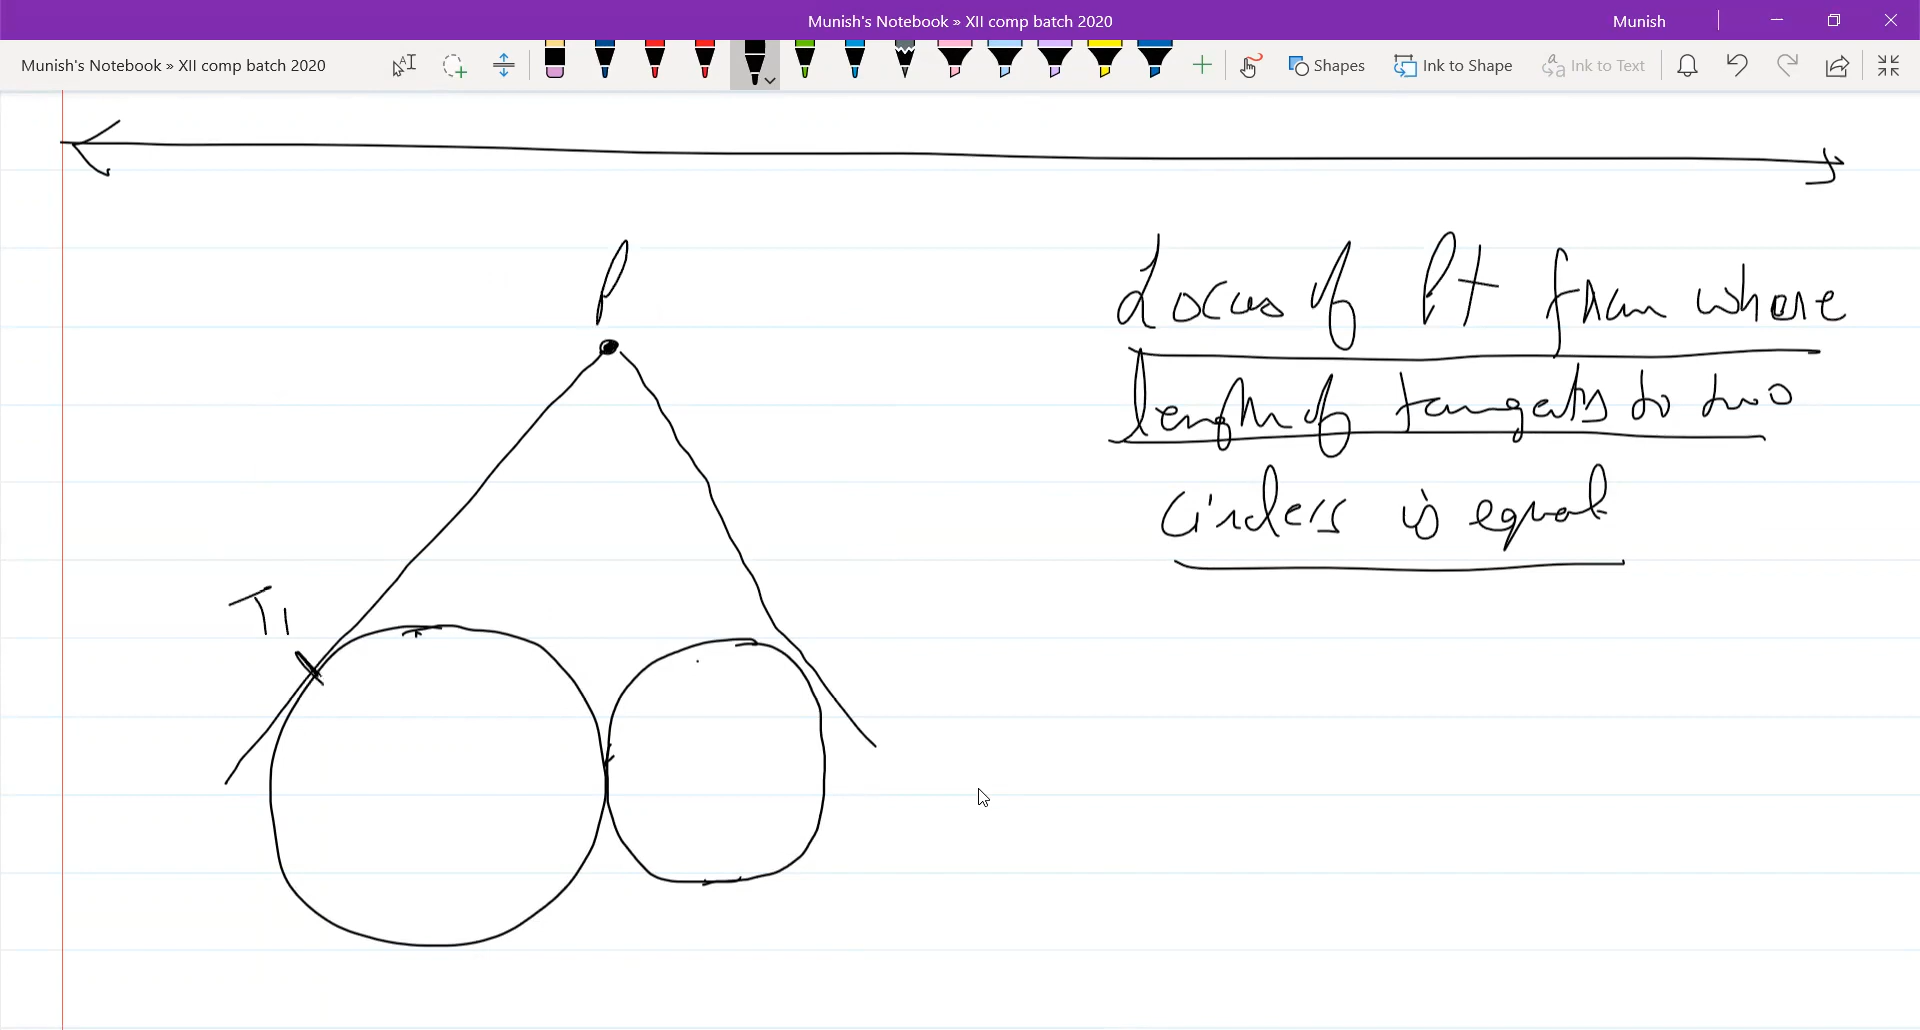 Munish's Notebook » XII comp batch 2020
Munish
Munish's Notebook » XII comp batch 2020
Shapes
Ink to Shape
Ink to Text
P
Locus of Pt from where
length of tangents to two
circless is equal
T1